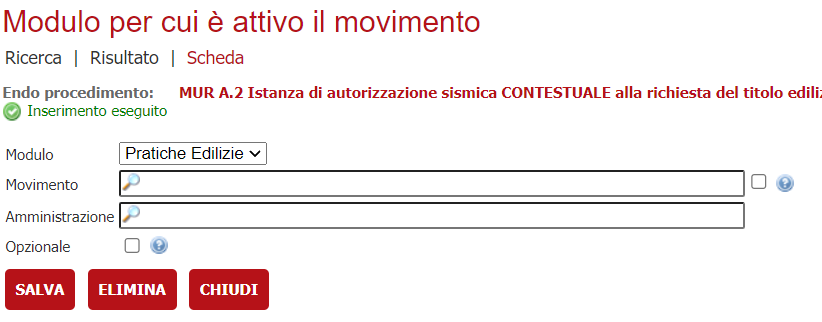 Modulo per cui è attivo il movimento
Ricerca | Risultato | Scheda
Endo procedimento: MUR A.2 Istanza di autorizzazione sismica CONTESTUALE alla richiesta del titolo ediliz
Inserimento eseguito
Modulo Pratiche Edilizie
Movimento
Amministrazione
Opzionale
SALVA ELIMINA CHIUDI